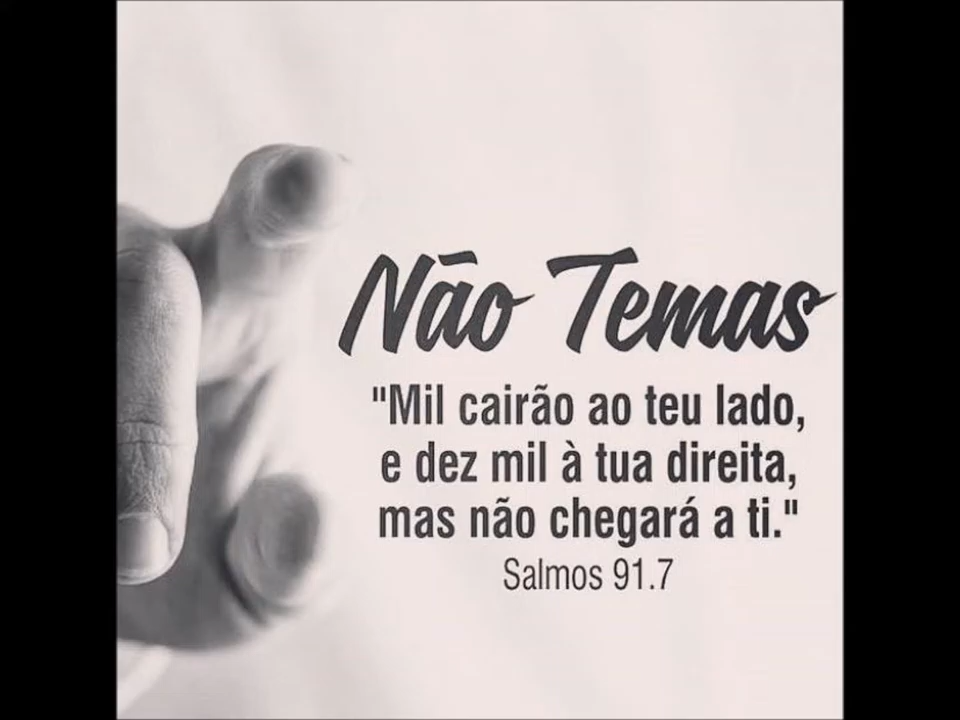 Não Temas
"Mil cairão ao teu lado,
e dez mil à tua direita,
mas não chegará a ti."
Salmos 91.7